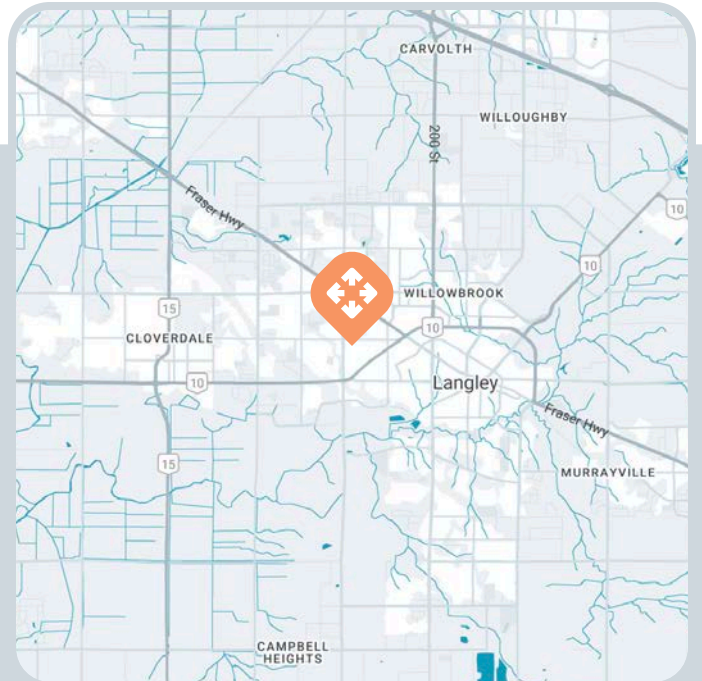 CARVOLTH
WILLOUGHBY
200 St
10
Fraser Hwy
10
WILLOWBROOK
15
10
CLOVERDALE
10
Langley
Fraser Hwy
15
MURRAYVILLE
CAMPBELL
HEIGHTS